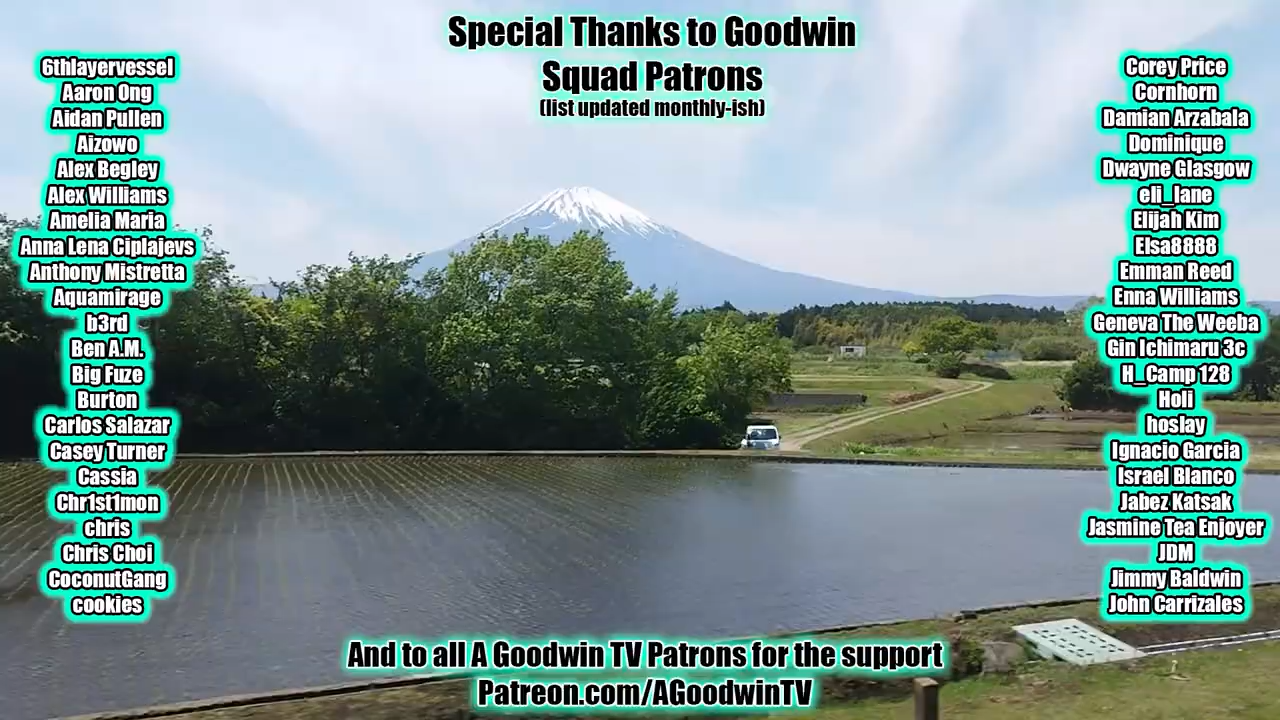 Special Thanks to Goodwin
Squad Patrons
(list updated monthly-ish)
6thlayervessel
Aaron Ong
Aidan Pullen
Aizowo
Alex Begley
Alex Williams
Amelia Maria
Anna Lena Ciplajevs
Anthony Mistretta
Aquamirage
b3rd
Ben A.M.
Big Fuze
Burton
Carlos Salazar
Casey Turner
Cassia
Chr1st1mon
chris
Chris Choi
CoconutGang
cookies
Corey Price
Cornhorn
Damian Arzabala
Dominique
Dwayne Glasgow
eli_lane
Elijah Kim
Elsa8888
Emman Reed
Enna Williams
Geneva The Weeba
Gin Ichimaru 3c
H_Camp 128
Holi
hoslay
Ignacio Garcia
Israel Blanco
Jabez Katsak
Jasmine Tea Enjoyer
JDM
Jimmy Baldwin
John Carrizales
And to all A Goodwin TV Patrons for the support
Patreon.com/AGoodwinTV